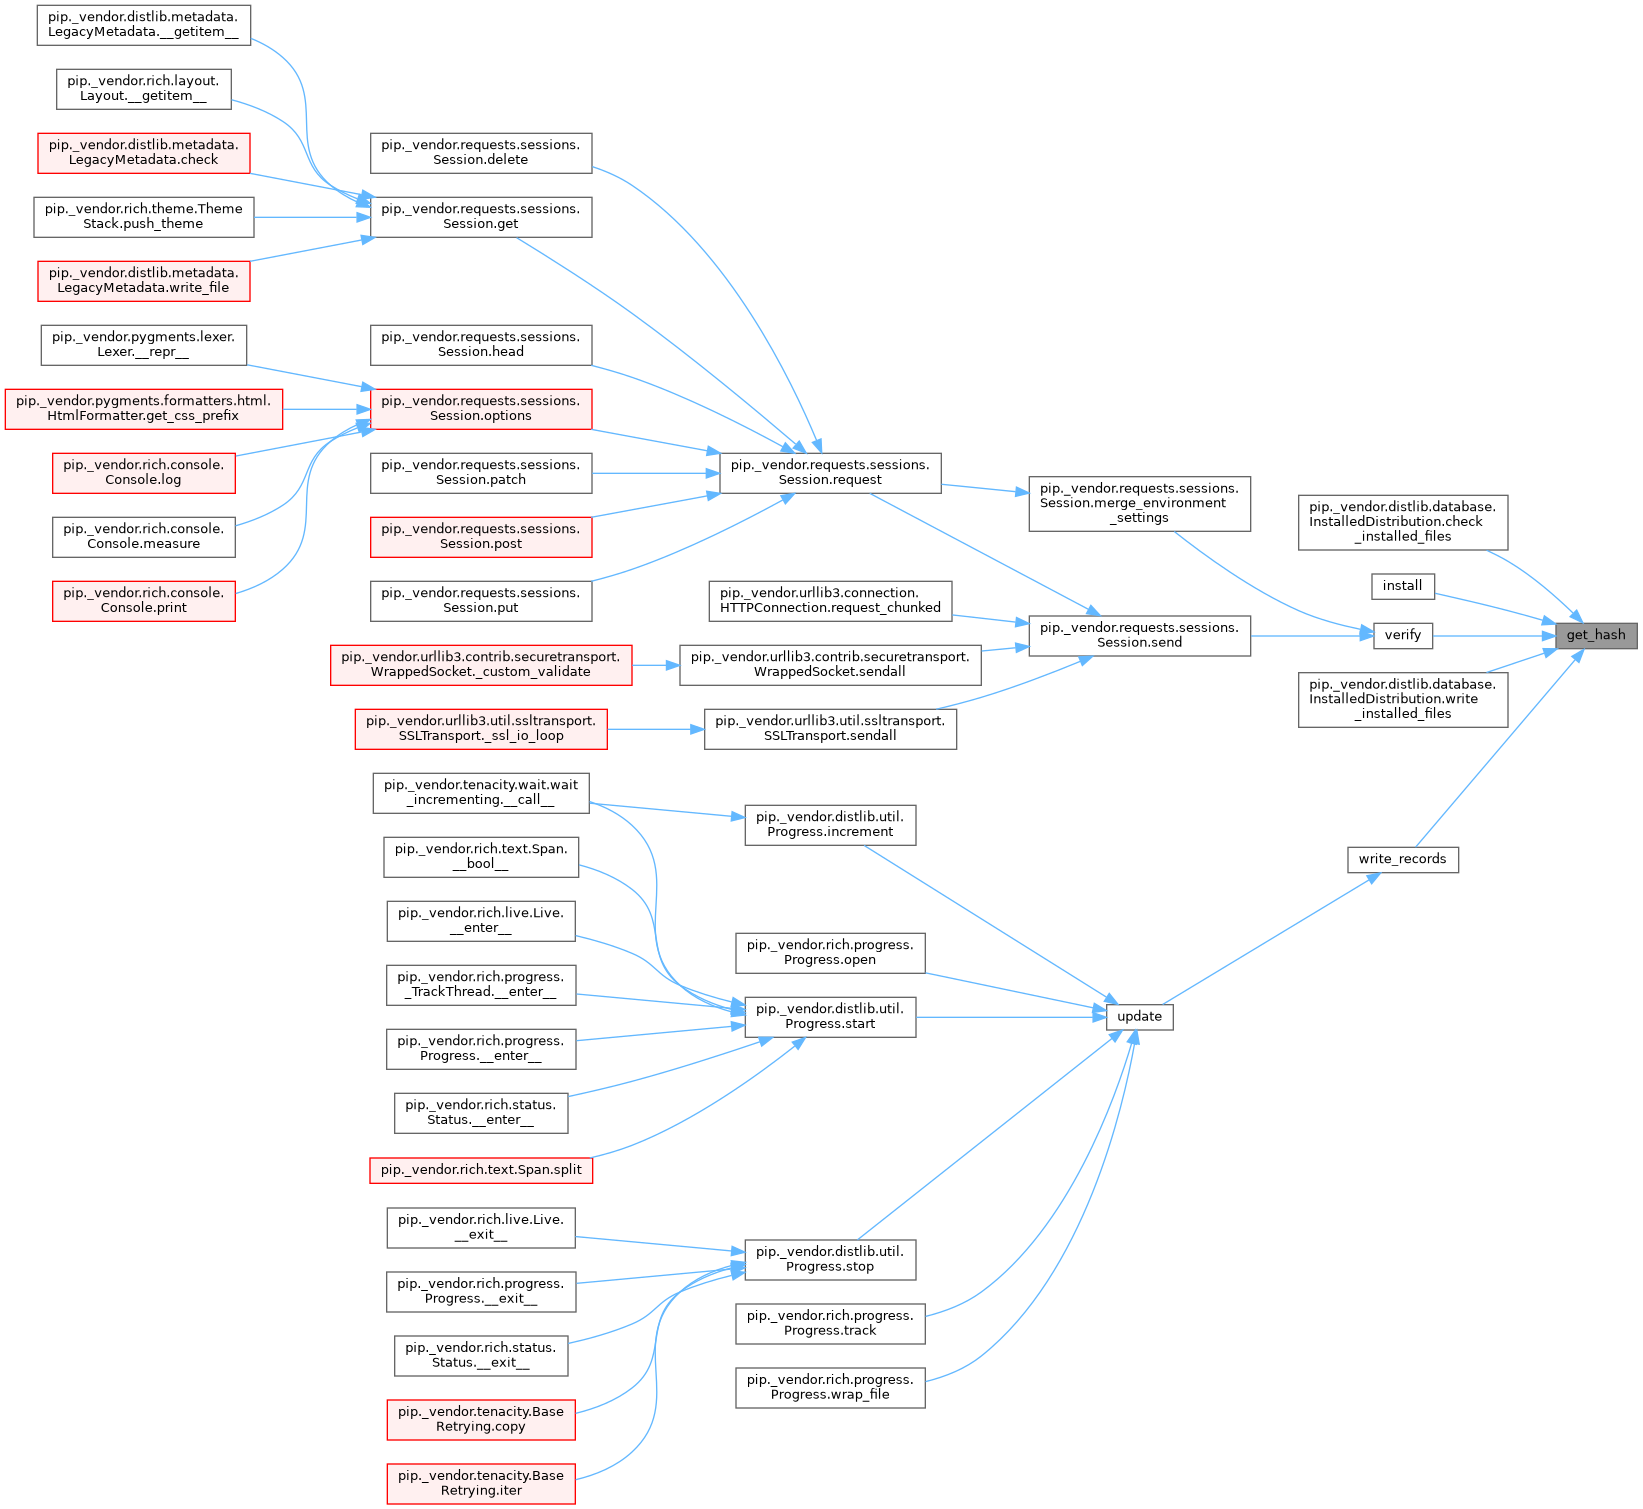 pip._vendor.distlib.metadata.
LegacyMetadata.__getitem__
pip._vendor.rich.layout.
Layout.__getitem__
pip._vendor.distlib.metadata.
LegacyMetadata.check
pip._vendor.rich.theme.Theme
Stack.push_theme
pip._vendor.distlib.metadata.
LegacyMetadata.write_file
pip._vendor.pygments.lexer.
Lexer.__repr__
pip._vendor.pygments.formatters.html.
HtmlFormatter.get_css_prefix
pip._vendor.rich.console.
Console.log
pip._vendor.rich.console.
Console.measure
pip._vendor.rich.console.
Console.print
pip._vendor.requests.sessions.
Session.delete
pip._vendor.requests.sessions.
Session.get
pip._vendor.requests.sessions.
Session.head
pip._vendor.requests.sessions.
Session.options
pip._vendor.requests.sessions.
Session.patch
pip._vendor.requests.sessions.
Session.post
pip._vendor.requests.sessions.
Session.put
pip._vendor.urllib3.contrib.securetransport.
WrappedSocket._custom_validate
pip._vendor.urllib3.util.ssltransport.
SSLTransport._ssl_io_loop
pip._vendor.tenacity.wait.wait
_incrementing.__call__
pip._vendor.rich.text.Span.
__bool__
pip._vendor.rich.live.Live.
__enter__
pip._vendor.rich.progress.
_TrackThread.__enter__
pip._vendor.rich.progress.
Progress.__enter__
pip._vendor.rich.status.
Status.__enter__
pip._vendor.rich.text.Span.split
pip._vendor.rich.live.Live.
__exit__
pip._vendor.rich.progress.
Progress.__exit__
pip._vendor.rich.status.
Status.__exit__
pip._vendor.tenacity.Base
Retrying.copy
pip._vendor.tenacity.Base
Retrying.iter
pip._vendor.requests.sessions.
Session.request
pip._vendor.urllib3.connection.
HTTPConnection.request_chunked
pip._vendor.urllib3.contrib.securetransport.
WrappedSocket.sendall
pip._vendor.urllib3.util.ssltransport.
SSLTransport.sendall
pip._vendor.distlib.util.
Progress.increment
pip._vendor.rich.progress.
Progress.open
pip._vendor.distlib.util.
Progress.start
pip._vendor.distlib.util.
Progress.stop
pip._vendor.rich.progress.
Progress.track
pip._vendor.rich.progress.
Progress.wrap_file
pip._vendor.requests.sessions.
Session.merge_environment
_settings
pip._vendor.requests.sessions.
Session.send
update
pip._vendor.distlib.database.
InstalledDistribution.check
_installed_files
install
verify
pip._vendor.distlib.database.
InstalledDistribution.write
_installed_files
write_records
get_hash